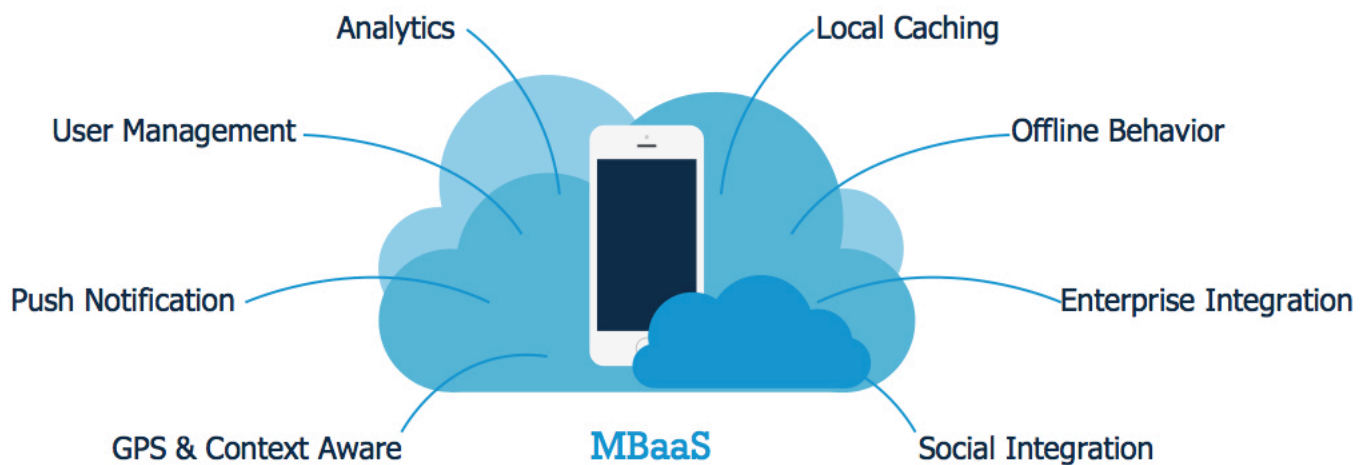 Analytics
Local Caching
User Management
Offline Behavior
Push Notification
Enterprise Integration
GPS & Context Aware
MBaaS
Social Integration